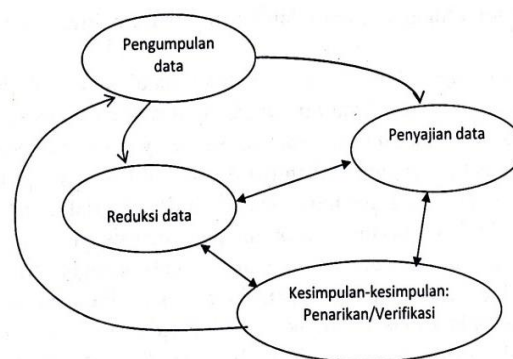 Pengumpulan
data
Penyajian data
Reduksi data
Kesimpulan-kesimpulan:
Penarikan/Verifikasi